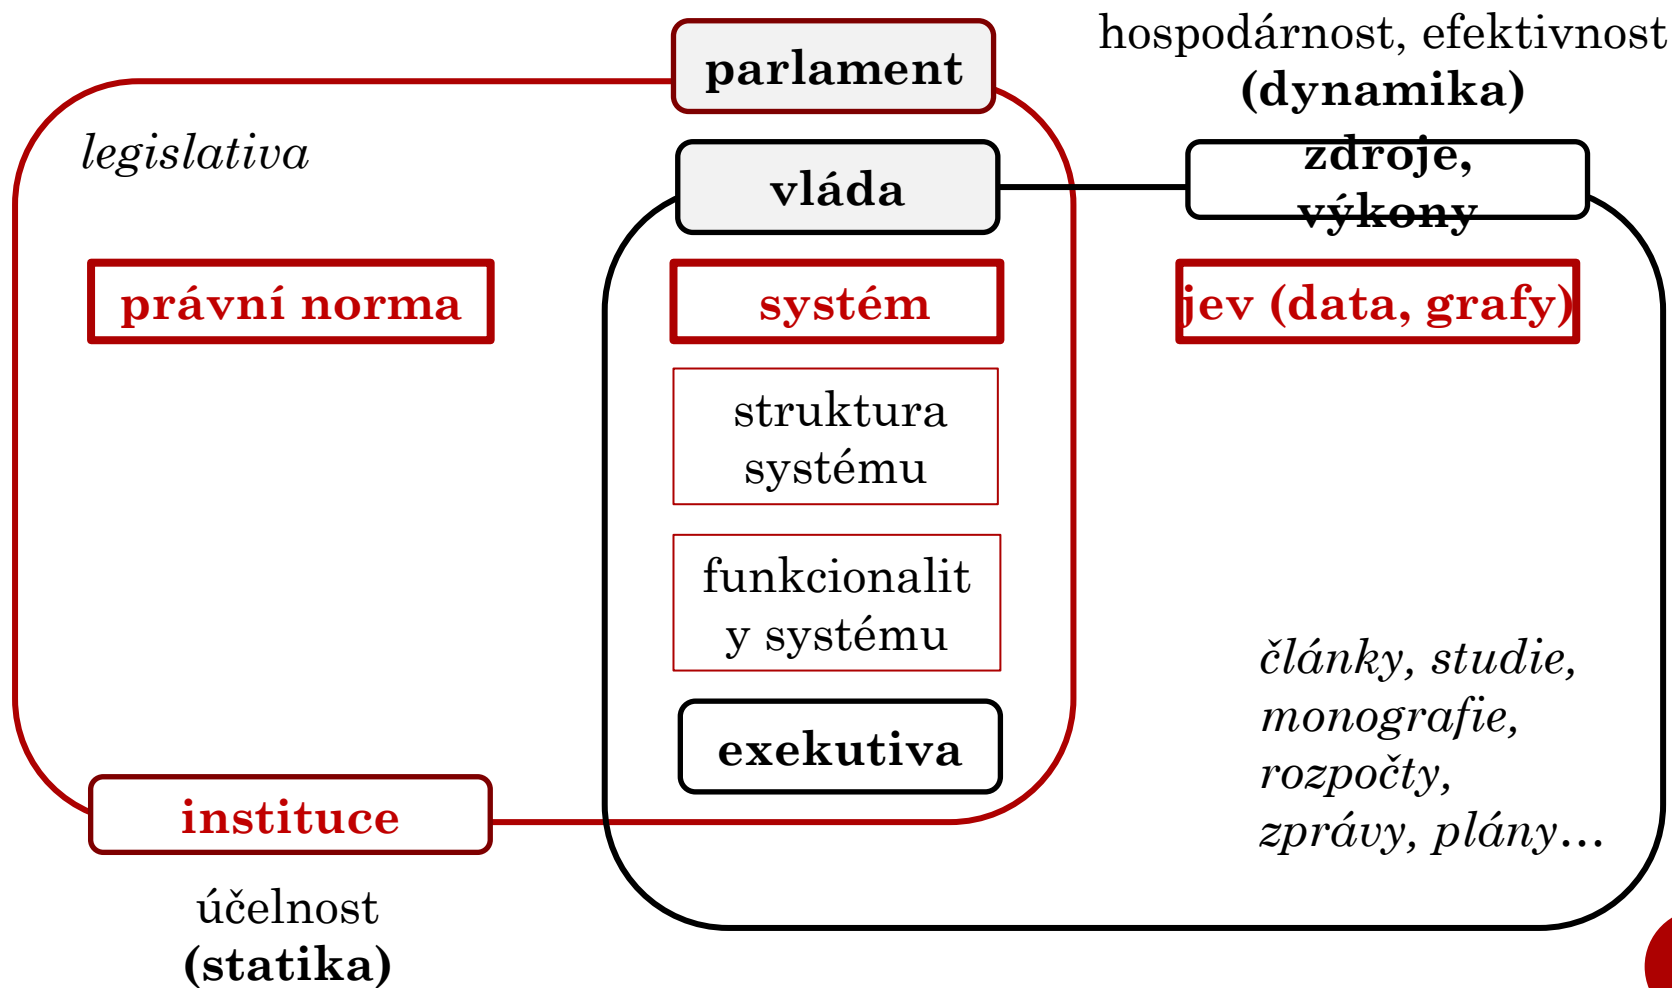 parlament
hospodárnost, efektivnost
(dynamika)
legislativa
vláda
zdroje,
výkony
právní norma
systém
jev (data, grafy)
struktura
systému
funkcionalit
y systému
exekutiva
články, studie,
monografie,
rozpočty,
zprávy, plány…
instituce
účelnost
(statika)